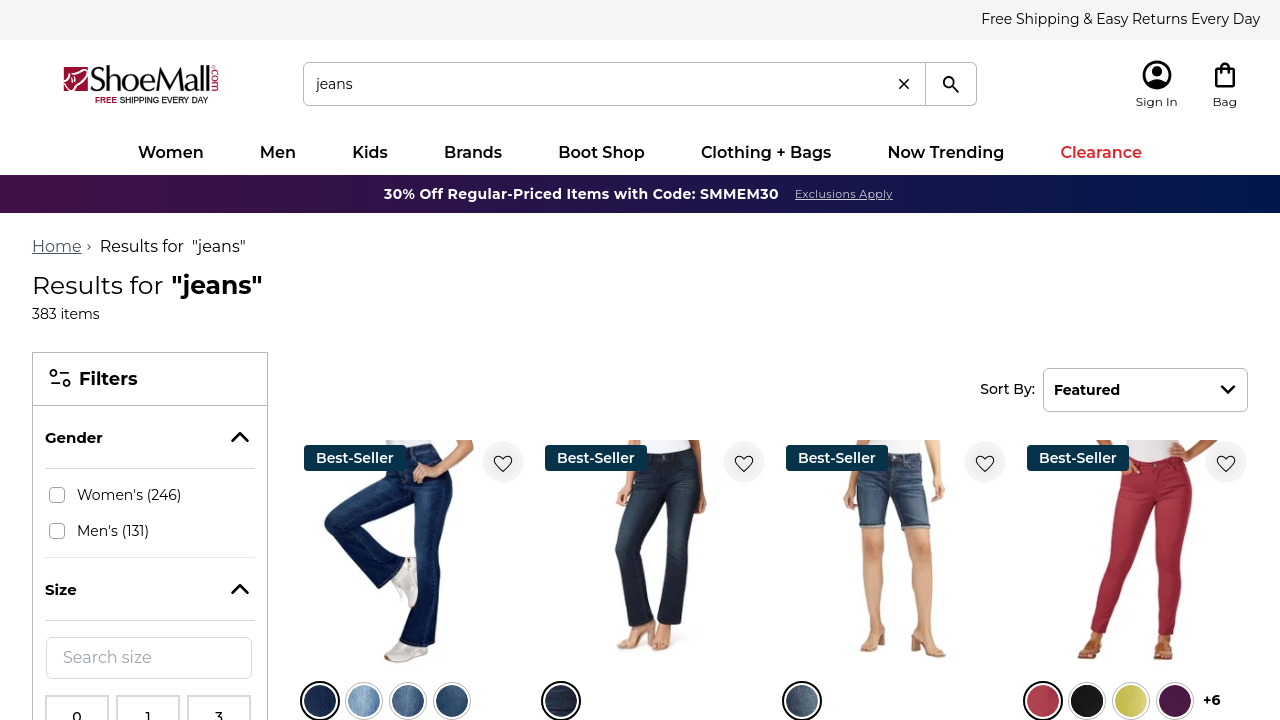 Free Shipping & Easy Returns Every Day
ShoeMall.com
FREE SHIPPING EVERY DAY
jeans
Sign In
Bag
Women
Men
Kids
Brands
Boot Shop
Clothing + Bags
Now Trending
Clearance
30% Off Regular-Priced Items with Code: SMMEM30 Exclusions Apply
Home › Results for "jeans"
Results for "jeans"
383 items
Filters
Sort By: Featured
Gender
Women's (246)
Men's (131)
Size
Search size
0
1
3
Best-Seller
Best-Seller
Best-Seller
Best-Seller
+6